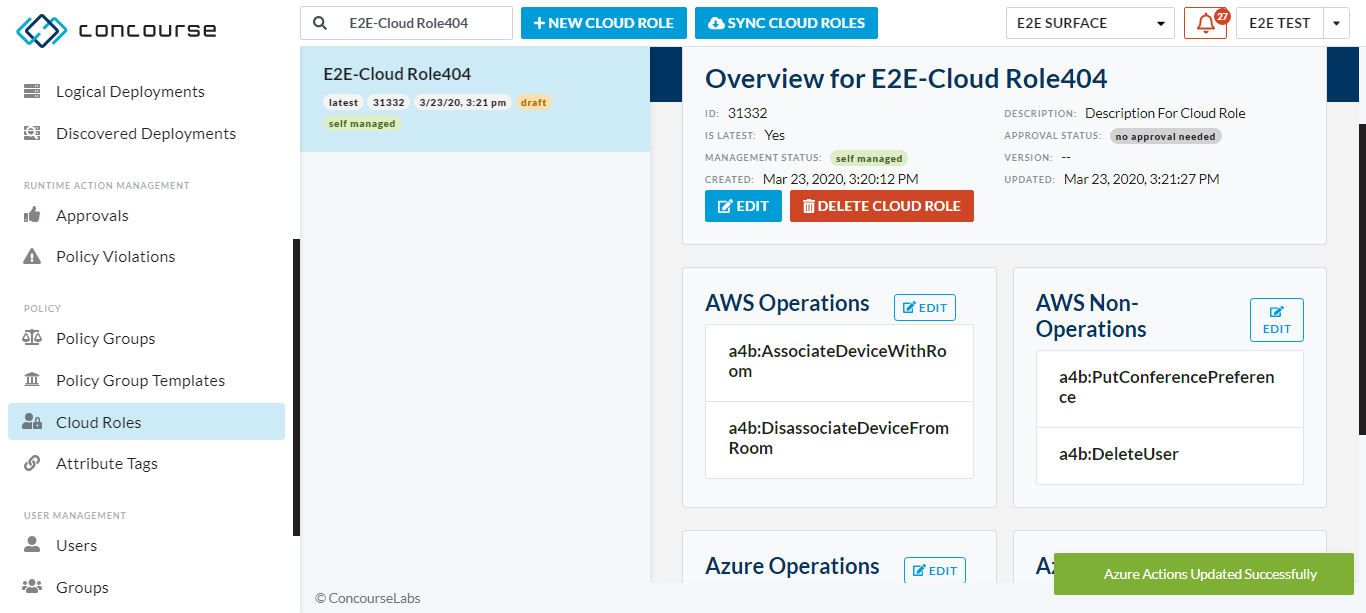 concourse
E2E-Cloud Role404
NEW CLOUD ROLE
SYNC CLOUD ROLES
E2E SURFACE
27
E2E TEST
Logical Deployments
Discovered Deployments
RUNTIME ACTION MANAGEMENT
Approvals
Policy Violations
POLICY
Policy Groups
Policy Group Templates
Cloud Roles
Attribute Tags
USER MANAGEMENT
Users
Groups
E2E-Cloud Role404
latest 31332 3/23/20, 3:21 pm draft
self managed
Overview for E2E-Cloud Role404
ID: 31332
IS LATEST: Yes
MANAGEMENT STATUS: self managed
CREATED: Mar 23, 2020, 3:20:12 PM
DESCRIPTION: Description For Cloud Role
APPROVAL STATUS: no approval needed
VERSION: --
UPDATED: Mar 23, 2020, 3:21:27 PM
EDIT
DELETE CLOUD ROLE
AWS Operations
EDIT
a4b:AssociateDeviceWithRo
om
a4b:DisassociateDeviceFrom
Room
AWS Non-
Operations
EDIT
a4b:PutConferencePreferen
ce
a4b:DeleteUser
Azure Operations
EDIT
Azure Actions Updated Successfully
© ConcourseLabs